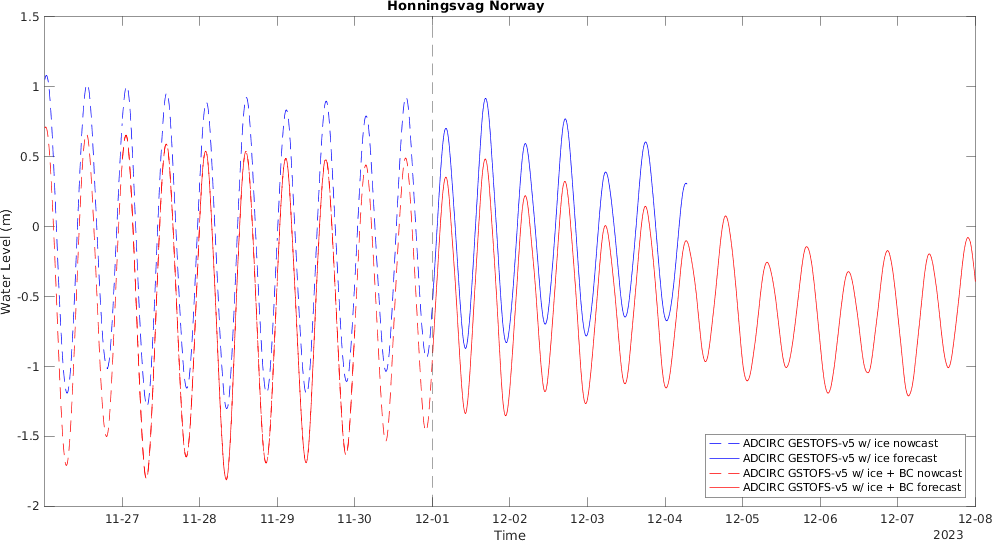 Honningsvag Norway
1.5
1
0.5
0
-0.5
-1
-1.5
-2
Water Level (m)
ADCIRC GESTOFS-v5 w/ ice nowcast
ADCIRC GESTOFS-v5 w/ ice forecast
ADCIRC GSTOFS-v5 w/ ice + BC nowcast
ADCIRC GSTOFS-v5 w/ ice + BC forecast
11-27 11-28 11-29 11-30 12-01 12-02 12-03 12-04 12-05 12-06 12-07 12-08
Time
2023